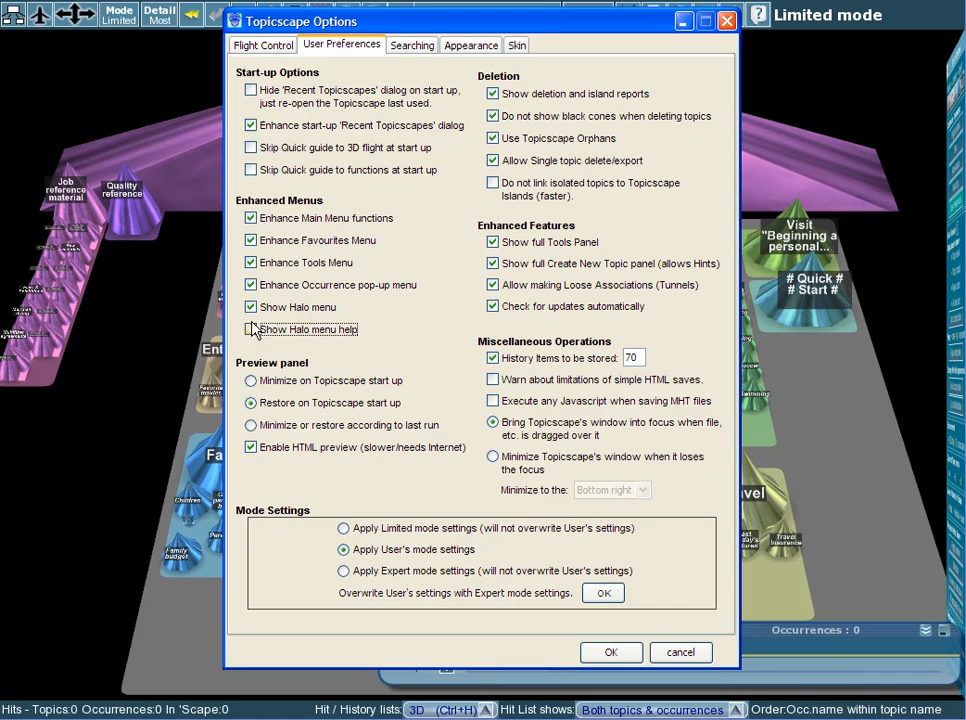 Mode
Limited
Detail
Most
Topicscape Options
Limited mode
Flight Control
User Preferences
Searching
Appearance
Skin
Start-up Options
Hide 'Recent Topicscapes' dialog on start up,
just re-open the Topicscape last used.
Enhance start-up 'Recent Topicscapes' dialog
Skip Quick guide to 3D flight at start up
Skip Quick guide to functions at start up
Enhanced Menus
Enhance Main Menu functions
Enhance Favourites Menu
Enhance Tools Menu
Enhance Occurrence pop-up menu
Show Halo menu
Show Halo menu help
Preview panel
Minimize on Topicscape start up
Restore on Topicscape start up
Minimize or restore according to last run
Enable HTML preview (slower/needs Internet)
Deletion
Show deletion and island reports
Do not show black cones when deleting topics
Use Topicscape Orphans
Allow Single topic delete/export
Do not link isolated topics to Topicscape
Islands (faster).
Enhanced Features
Show full Tools Panel
Show full Create New Topic panel (allows Hints)
Allow making Loose Associations (Tunnels)
Check for updates automatically
Miscellaneous Operations
History Items to be stored: 70
Warn about limitations of simple HTML saves.
Execute any Javascript when saving MHT files
Bring Topicscape's window into focus when file,
etc. is dragged over it
Minimize Topicscape's window when it loses
the focus
Minimize to the: Bottom right
Mode Settings
Apply Limited mode settings (will not overwrite User's settings)
Apply User's mode settings
Apply Expert mode settings (will not overwrite User's settings)
Overwrite User's settings with Expert mode settings. OK
OK
cancel
Job
reference
material
Quality
reference
Visit
"Beginning a
personal...
# Quick #
# Start #
Children
Family
budget
Travel
insurance
Occurrences : 0
Hits - Topics:0 Occurrences:0 In 'Scape:0
Hit / History lists: 3D (Ctrl+H)
Hit List shows: Both topics & occurrences
Order:Occ.name within topic name